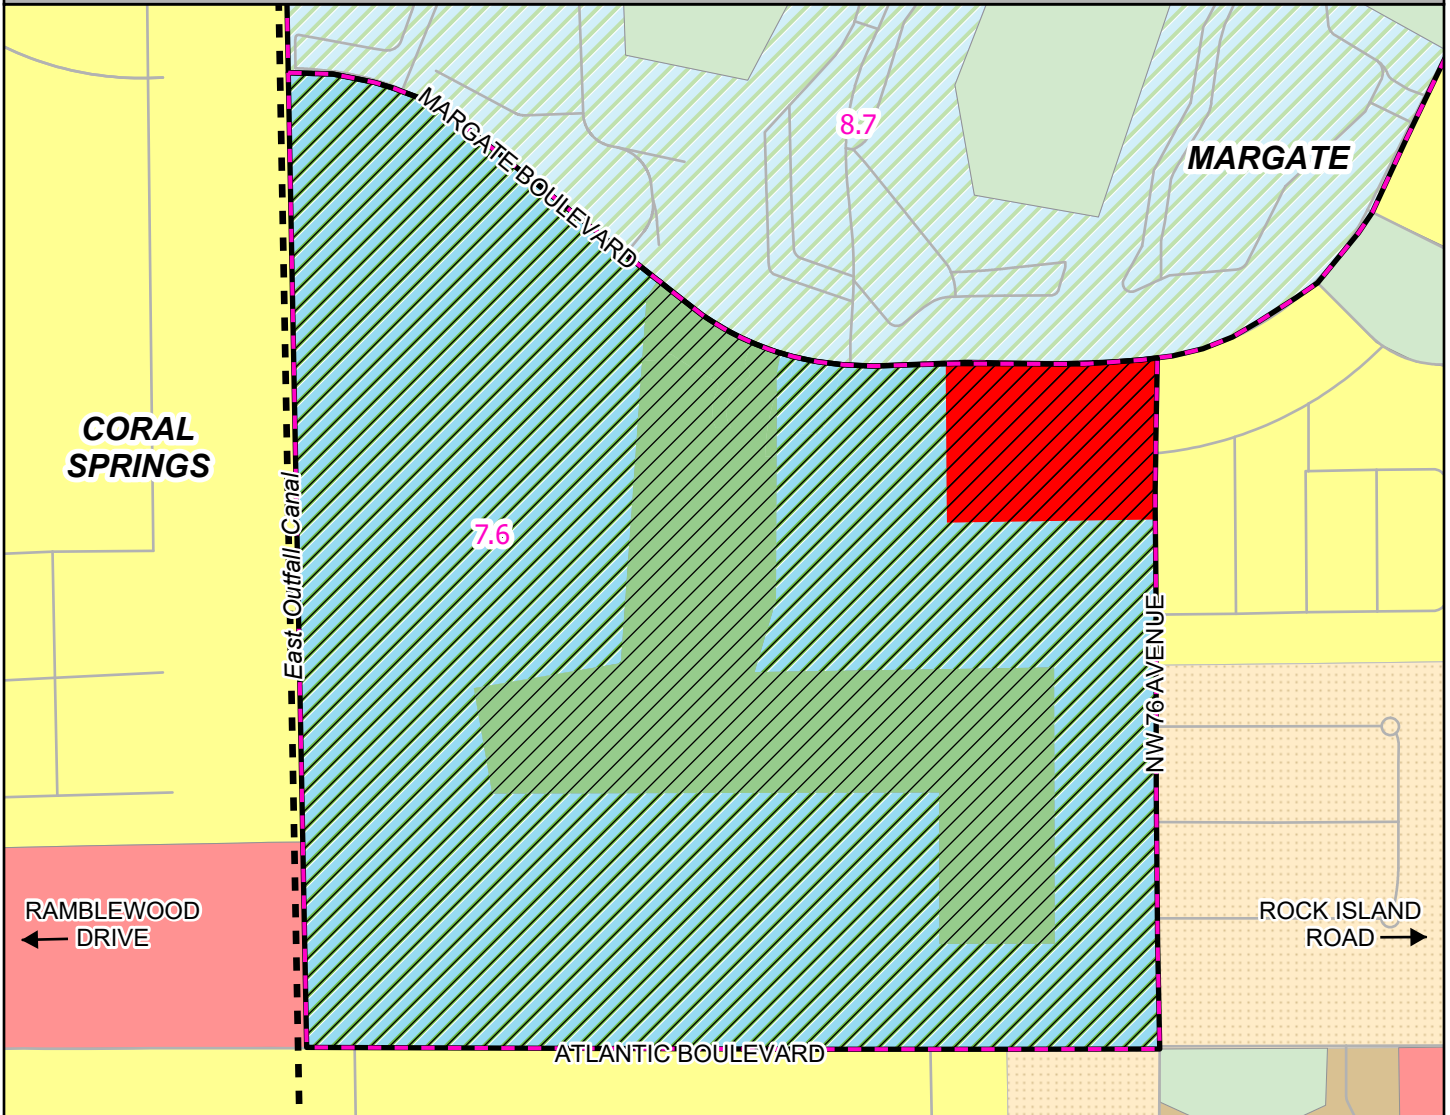 MARGATE BOULEVARD
8.7
MARGATE
CORAL
SPRINGS
East Outfall Canal
7.6
NW 76 AVENUE
RAMBLEWOOD
DRIVE
ROCK ISLAND
ROAD
ATLANTIC BOULEVARD